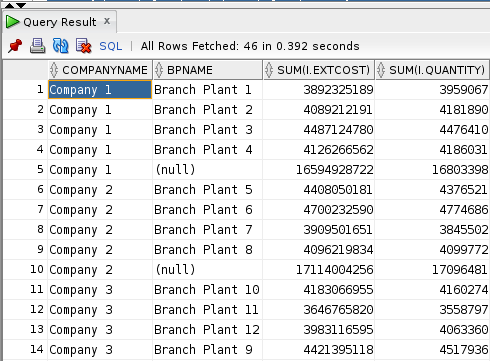 Query Result x
SQL | All Rows Fetched: 46 in 0.392 seconds
COMPANYNAME BPNAME SUM(I.EXTCOST) SUM(I.QUANTITY)
1 Company 1 Branch Plant 1 3892325189 3959067
2 Company 1 Branch Plant 2 4089212191 4181890
3 Company 1 Branch Plant 3 4487124780 4476410
4 Company 1 Branch Plant 4 4126266562 4186031
5 Company 1 (null) 16594928722 16803398
6 Company 2 Branch Plant 5 4408050181 4376521
7 Company 2 Branch Plant 6 4700232590 4774686
8 Company 2 Branch Plant 7 3909501651 3845502
9 Company 2 Branch Plant 8 4096219834 4099772
10 Company 2 (null) 17114004256 17096481
11 Company 3 Branch Plant 10 4183066955 4160274
12 Company 3 Branch Plant 11 3646765820 3558797
13 Company 3 Branch Plant 12 3983116595 4063360
14 Company 3 Branch Plant 9 4421395118 4517936